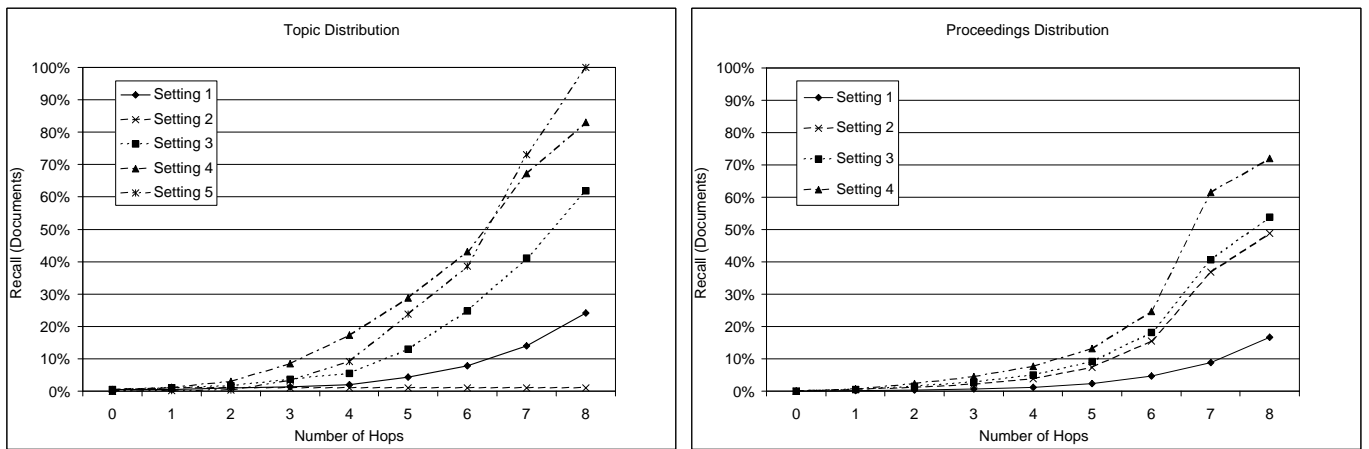 Topic Distribution
100%
90%
80%
70%
60%
50%
40%
30%
20%
10%
0%
Recall (Documents)
Setting 1
Setting 2
Setting 3
Setting 4
Setting 5
0 1 2 3 4 5 6 7 8
Number of Hops
Proceedings Distribution
100%
90%
80%
70%
60%
50%
40%
30%
20%
10%
0%
Recall (Documents)
Setting 1
Setting 2
Setting 3
Setting 4
0 1 2 3 4 5 6 7 8
Number of Hops